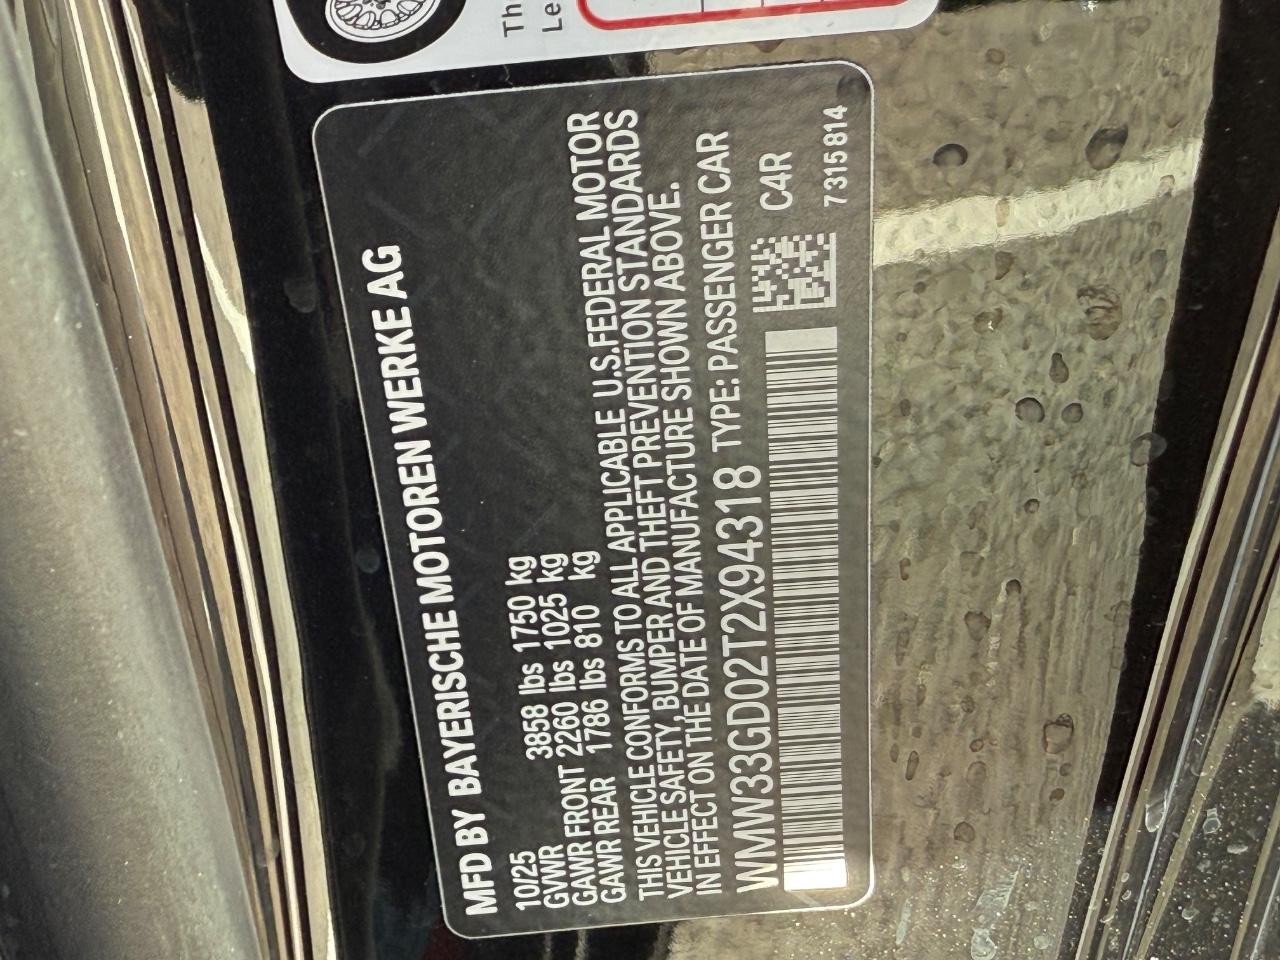 Th
Le
MFD BY BAYERISCHE MOTOREN WERKE AG
10/25
GVWR 3858 lbs 1750 kg
GAWR FRONT 2260 lbs 1025 kg
GAWR REAR 1786 lbs 810 kg
THIS VEHICLE CONFORMS TO ALL APPLICABLE U.S.FEDERAL MOTOR
VEHICLE SAFETY, BUMPER AND THEFT PREVENTION STANDARDS
IN EFFECT ON THE DATE OF MANUFACTURE SHOWN ABOVE.
WMW33GD02T2X94318 TYPE: PASSENGER CAR
C4R
7 315 814